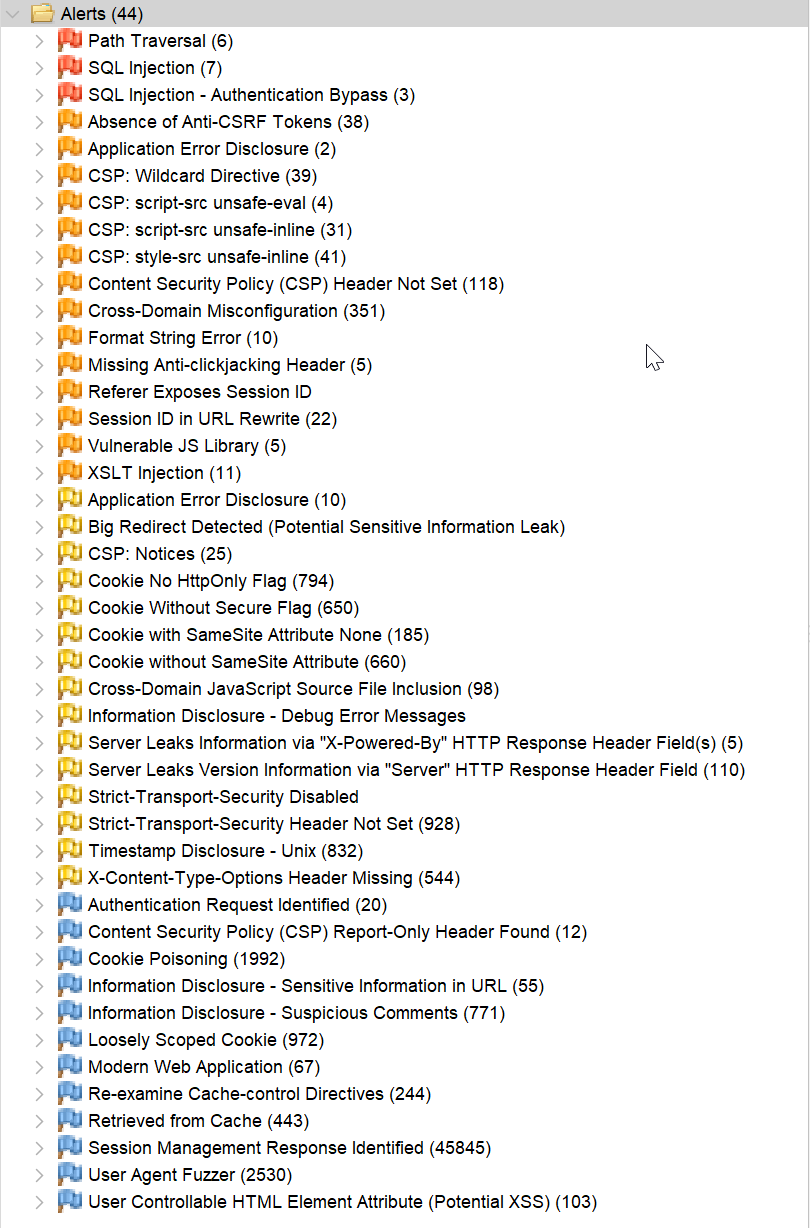 Alerts (44)
Path Traversal (6)
SQL Injection (7)
SQL Injection - Authentication Bypass (3)
Absence of Anti-CSRF Tokens (38)
Application Error Disclosure (2)
CSP: Wildcard Directive (39)
CSP: script-src unsafe-eval (4)
CSP: script-src unsafe-inline (31)
CSP: style-src unsafe-inline (41)
Content Security Policy (CSP) Header Not Set (118)
Cross-Domain Misconfiguration (351)
Format String Error (10)
Missing Anti-clickjacking Header (5)
Referer Exposes Session ID
Session ID in URL Rewrite (22)
Vulnerable JS Library (5)
XSLT Injection (11)
Application Error Disclosure (10)
Big Redirect Detected (Potential Sensitive Information Leak)
CSP: Notices (25)
Cookie No HttpOnly Flag (794)
Cookie Without Secure Flag (650)
Cookie with SameSite Attribute None (185)
Cookie without SameSite Attribute (660)
Cross-Domain JavaScript Source File Inclusion (98)
Information Disclosure - Debug Error Messages
Server Leaks Information via "X-Powered-By" HTTP Response Header Field(s) (5)
Server Leaks Version Information via "Server" HTTP Response Header Field (110)
Strict-Transport-Security Disabled
Strict-Transport-Security Header Not Set (928)
Timestamp Disclosure - Unix (832)
X-Content-Type-Options Header Missing (544)
Authentication Request Identified (20)
Content Security Policy (CSP) Report-Only Header Found (12)
Cookie Poisoning (1992)
Information Disclosure - Sensitive Information in URL (55)
Information Disclosure - Suspicious Comments (771)
Loosely Scoped Cookie (972)
Modern Web Application (67)
Re-examine Cache-control Directives (244)
Retrieved from Cache (443)
Session Management Response Identified (45845)
User Agent Fuzzer (2530)
User Controllable HTML Element Attribute (Potential XSS) (103)